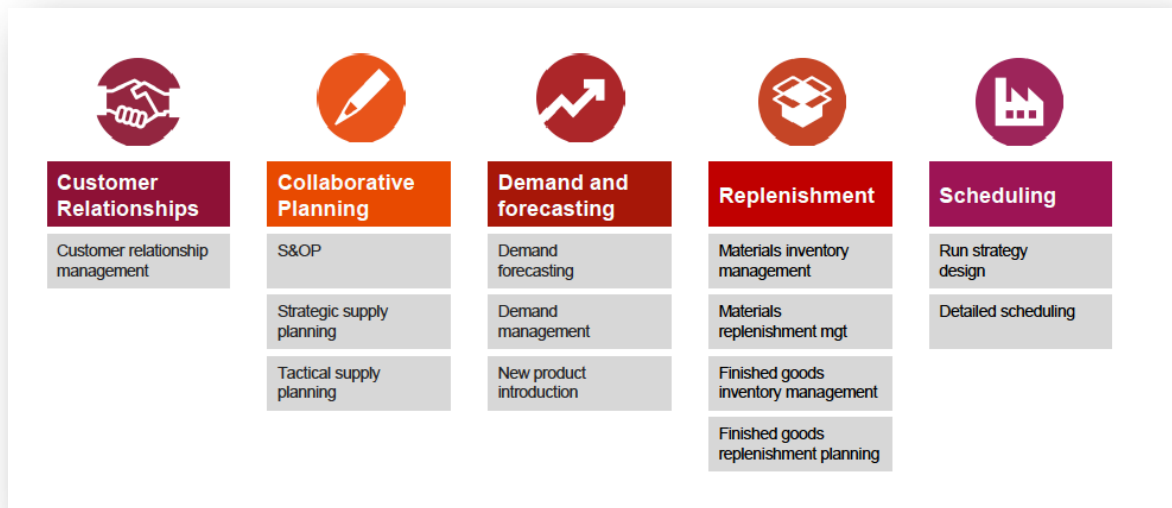 Customer
Relationships
Customer relationship
management
Collaborative
Planning
S&OP
Strategic supply
planning
Tactical supply
planning
Demand and
forecasting
Demand
forecasting
Demand
management
New product
introduction
Replenishment
Materials inventory
management
Materials
replenishment mgt
Finished goods
inventory management
Finished goods
replenishment planning
Scheduling
Run strategy
design
Detailed scheduling